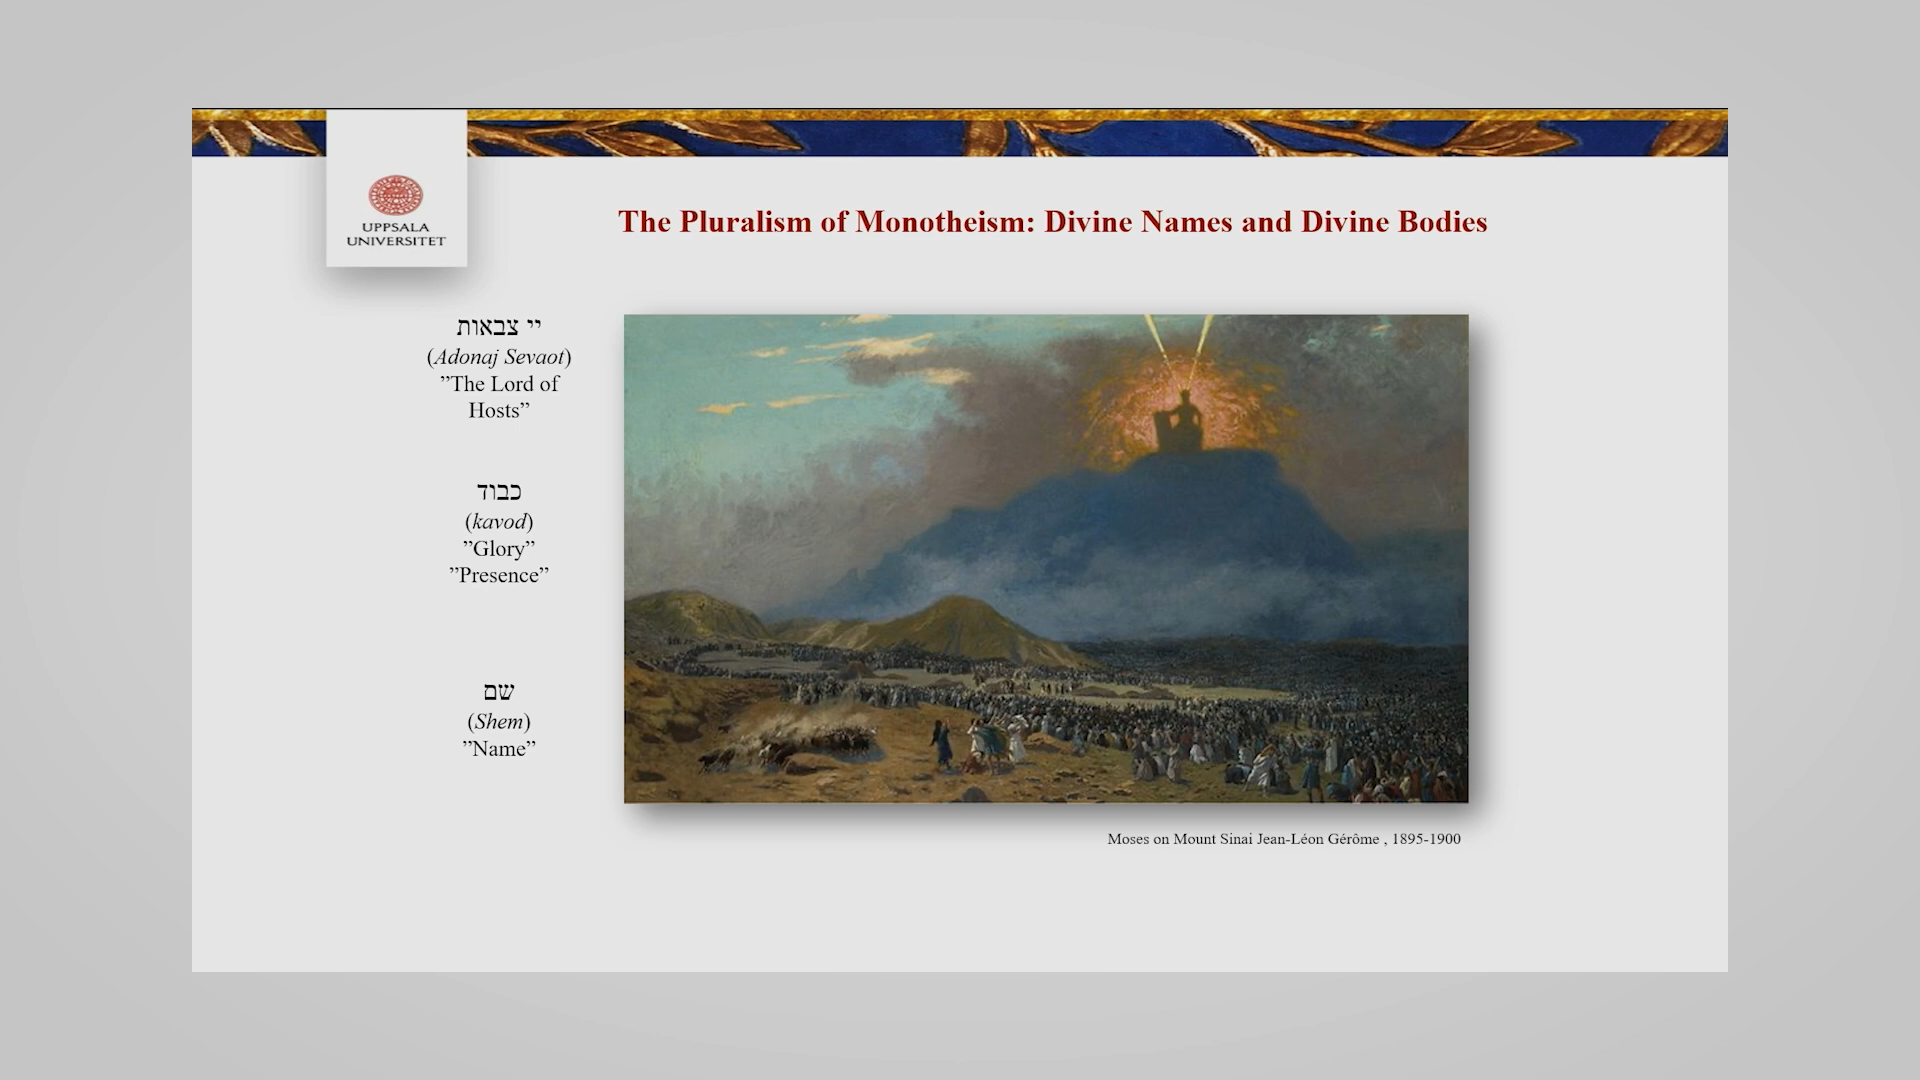 UPPSALA
UNIVERSITET
The Pluralism of Monotheism: Divine Names and Divine Bodies
יי צבאות
(Adonaj Sevaot)
”The Lord of
Hosts”
כבוד
(kavod)
”Glory”
”Presence”
שם
(Shem)
”Name”
Moses on Mount Sinai Jean-Léon Gérôme , 1895-1900